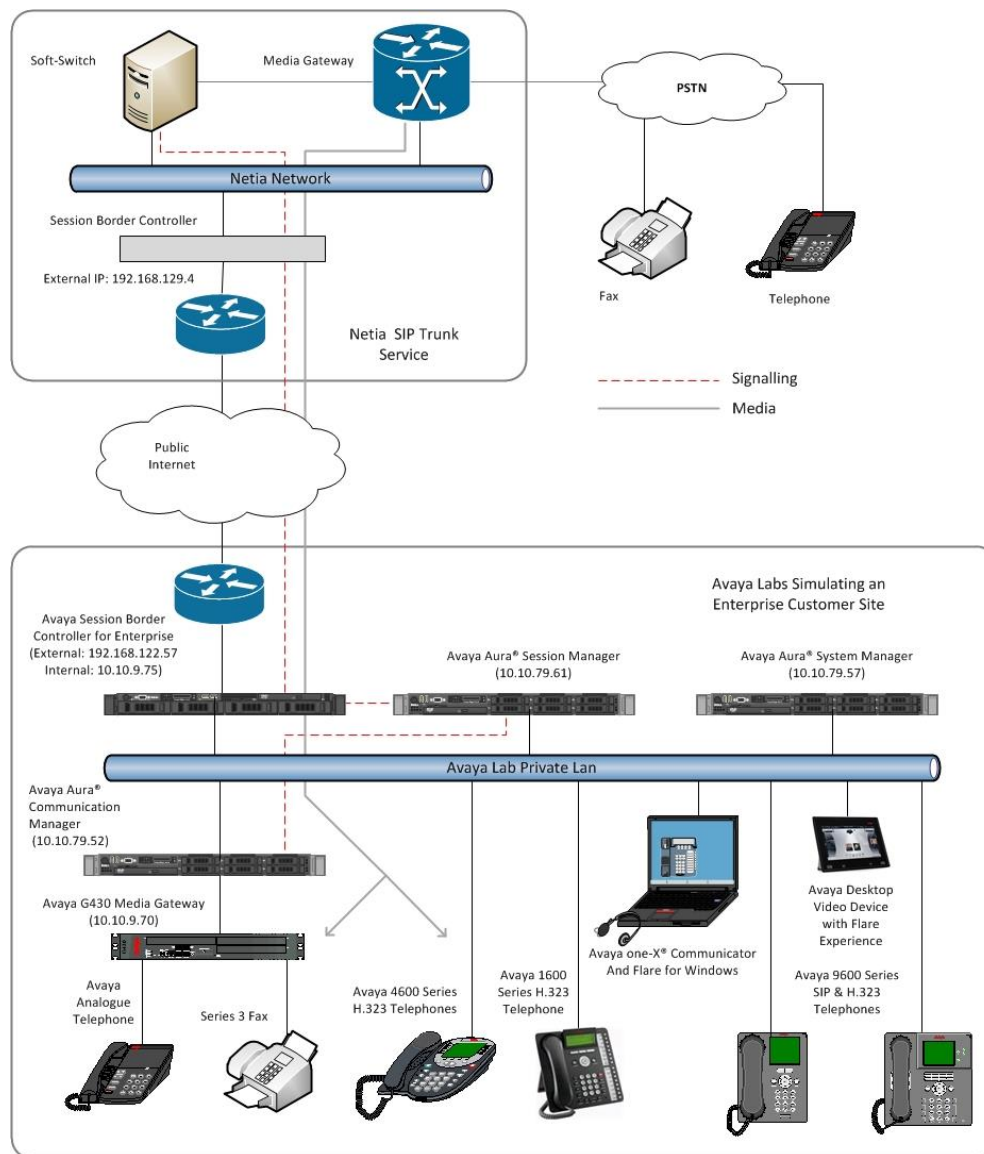 Soft-Switch
Media Gateway
PSTN
Netia Network
Session Border Controller
External IP: 192.168.129.4
Fax
Telephone
Netia SIP Trunk
Service
Signalling
Media
Public
Internet
Avaya Labs Simulating an
Enterprise Customer Site
Avaya Session Border
Controller for Enterprise
(External: 192.168.122.57
Internal: 10.10.9.75)
Avaya Aura® Session Manager
(10.10.79.61)
Avaya Aura® System Manager
(10.10.79.57)
Avaya Lab Private Lan
Avaya Aura®
Communication
Manager
(10.10.79.52)
Avaya G430 Media Gateway
(10.10.9.70)
Avaya
Analogue
Telephone
Series 3 Fax
Avaya 4600 Series
H.323 Telephones
Avaya 1600
Series H.323
Telephone
Avaya one-X® Communicator
And Flare for Windows
Avaya Desktop
Video Device
with Flare
Experience
Avaya 9600 Series
SIP & H.323
Telephones